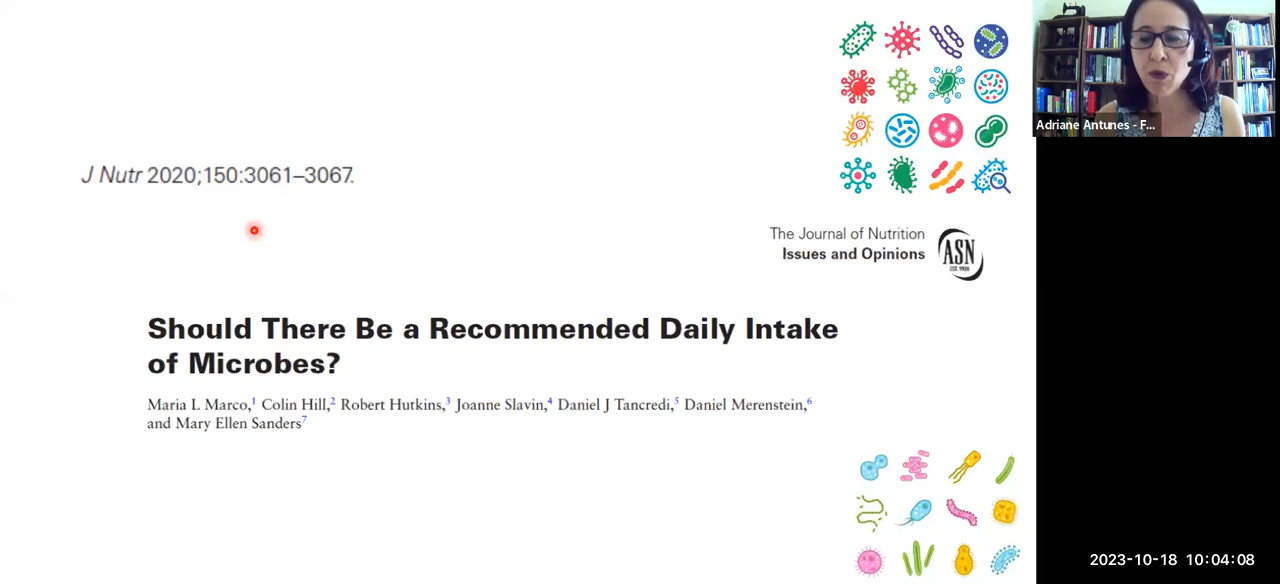 J Nutr 2020;150:3061–3067.
The Journal of Nutrition
Issues and Opinions
ASN
EST. 1928
Should There Be a Recommended Daily Intake
of Microbes?
Maria L Marco,1 Colin Hill,2 Robert Hutkins,3 Joanne Slavin,4 Daniel J Tancredi,5 Daniel Merenstein,6
and Mary Ellen Sanders7
Adriane Antunes - F...
2023-10-18 10:04:08